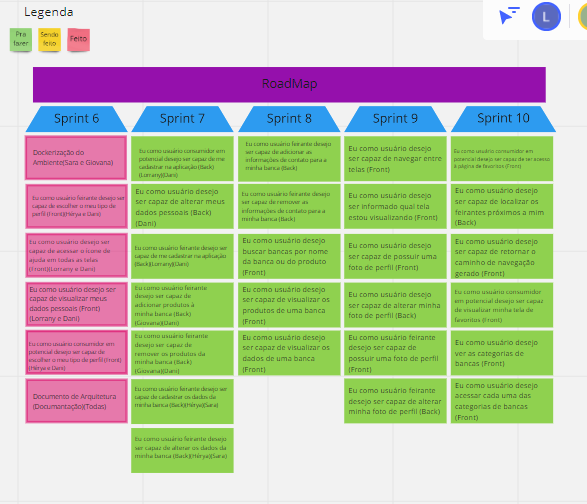 Legenda
Pra
fazer
Sendo
feito
Feito
L
RoadMap
Sprint 6
Sprint 7
Sprint 8
Sprint 9
Sprint 10
Dockerização do
Ambiente(Sara e Giovana)
Eu como usuário feirante desejo
ser capaz de escolher o meu tipo de
perfil (Front)(Hérya e Dani)
Eu como usuário desejo ser
capaz de acessar o ícone de
ajuda em todas as telas
(Front)(Lorrany e Dani)
Eu como usuário desejo ser
capaz de visualizar meus
dados pessoais (Front)
(Lorrany e Dani)
Eu como usuário consumidor em
potencial desejo ser capaz de
escolher o meu tipo de perfil(Front)
(Hérya e Dani)
Documento de Arquitetura
(Documantação)(Todas)
Eu como usuário consumidor em
potencial desejo ser capaz de me
cadastrar na aplicação (Back)
(Lorrany)(Dani)
Eu como usuário desejo
ser capaz de alterar meus
dados pessoais (Back)
(Dani)
Eu como usuário feirante desejo ser
capaz de me cadastrar na aplicação
(Back)(Lorrany)(Dani)
Eu como usuário feirante
desejo ser capaz de
adicionar produtos à
minha banca (Back)
(Giovana)(Dani)
Eu como usuário feirante
desejo ser capaz de
remover os produtos da
minha banca (Back)
(Giovana)(Dani)
Eu como usuário feirante desejo ser
capaz de cadastrar os dados da
minha banca (Back)(Hérya)(Sara)
Eu como usuário feirante desejo
ser capaz de alterar os dados da
minha banca (Back)(Hérya)(Sara)
Eu como usuário feirante desejo
ser capaz de adicionar as
informações de contato para a
minha banca (Back)
Eu como usuário feirante desejo
ser capaz de remover as
informações de contato para a
minha banca (Back)
Eu como usuário desejo
buscar bancas por nome
da banca ou do produto
(Front)
Eu como usuário desejo
ser capaz de visualizar os
produtos de uma banca
(Front)
Eu como usuário desejo
ser capaz de visualizar os
dados de uma banca
(Front)
Eu como usuário desejo
ser capaz de navegar entre
telas (Front)
Eu como usuário desejo
ser informado qual tela
estou visualizando (Front)
Eu como usuário desejo
ser capaz de possuir uma
foto de perfil (Front)
Eu como usuário desejo
ser capaz de alterar minha
foto de perfil (Back)
Eu como usuário feirante
desejo ser capaz de
possuir uma foto de perfil
(Front)
Eu como usuário feirante
desejo ser capaz de alterar
minha foto de perfil (Back)
Eu como usuário consumidor em
potencial desejo ser capaz de ter acesso
à página de favoritos (Front)
Eu como usuário desejo
ser capaz de localizar os
feirantes próximos a mim
(Back)
Eu como usuário desejo
ser capaz de retornar o
caminho de navegação
gerado (Front)
Eu como usuário consumidor
em potencial desejo ser capaz
de visualizar minha tela de
favoritos (Front)
Eu como usuário desejo
ver as categorias de
bancas (Front)
Eu como usuário desejo
acessar cada uma das
categorias de bancas
(Front)